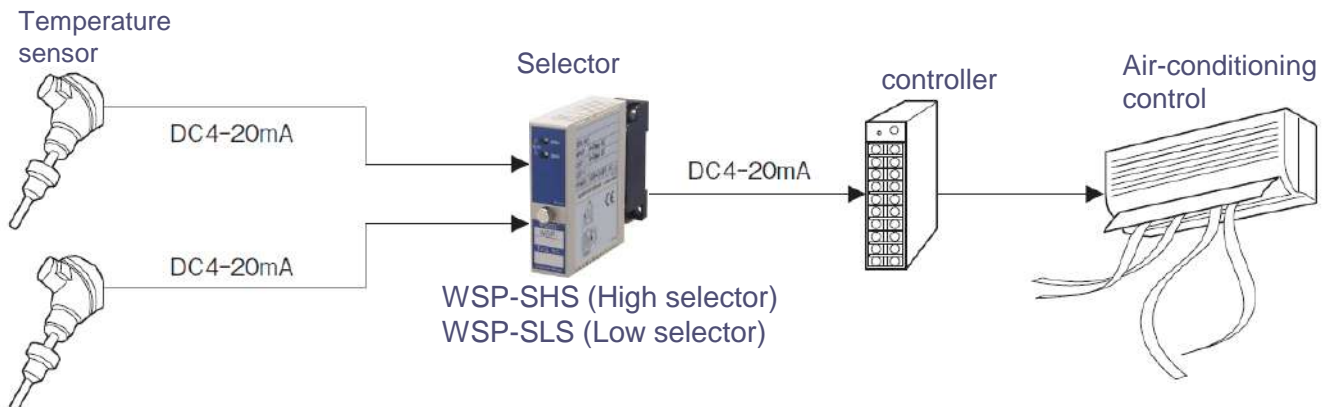 Temperature
sensor
DC4-20mA
Selector
DC4-20mA
controller
Air-conditioning
control
DC4-20mA
WSP-SHS (High selector)
WSP-SLS (Low selector)